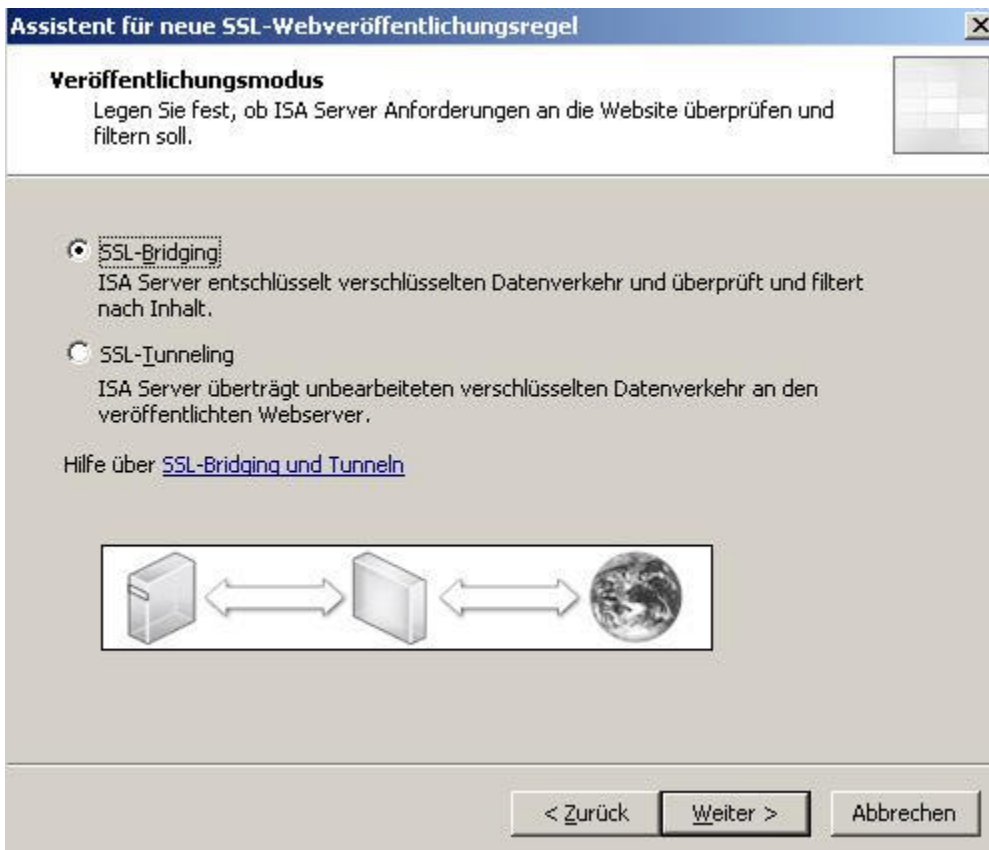 Assistent für neue SSL-Webveröffentlichungsregel
Veröffentlichungsmodus
Legen Sie fest, ob ISA Server Anforderungen an die Website überprüfen und
filtern soll.
SSL-Bridging
ISA Server entschlüsselt verschlüsselten Datenverkehr und überprüft und filtert
nach Inhalt.
SSL-Tunneling
ISA Server überträgt unbearbeiteten verschlüsselten Datenverkehr an den
veröffentlichten Webserver.
Hilfe über SSL-Bridging und Tunneln
< Zurück Weiter > Abbrechen